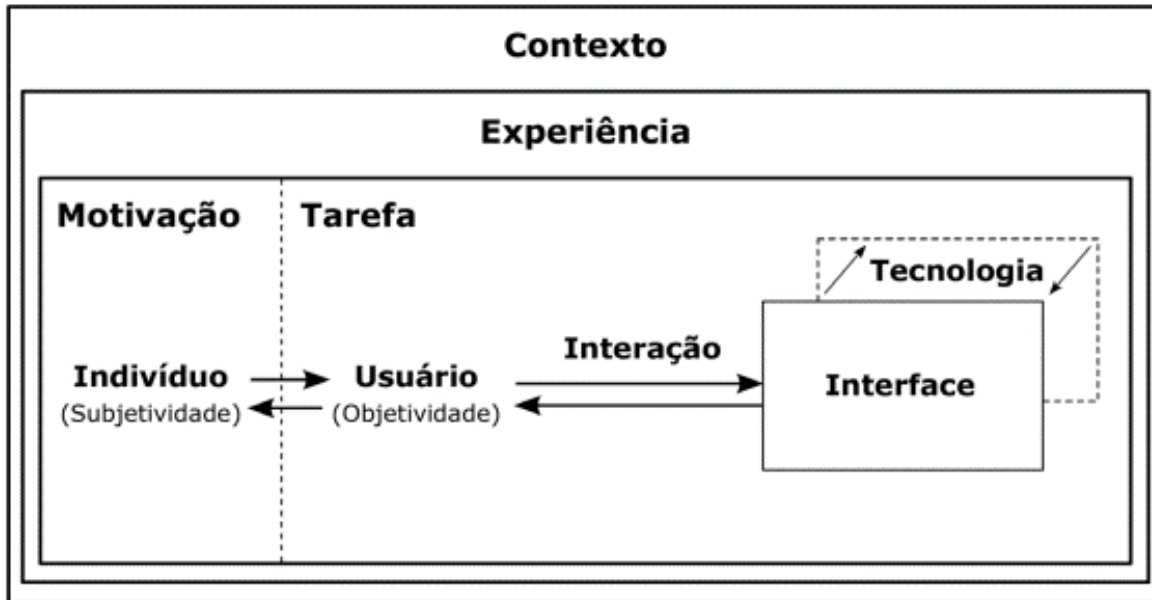 Contexto
Experiência
Motivação
Tarefa
Tecnologia
Interação
Indivíduo
(Subjetividade)
Usuário
(Objetividade)
Interface